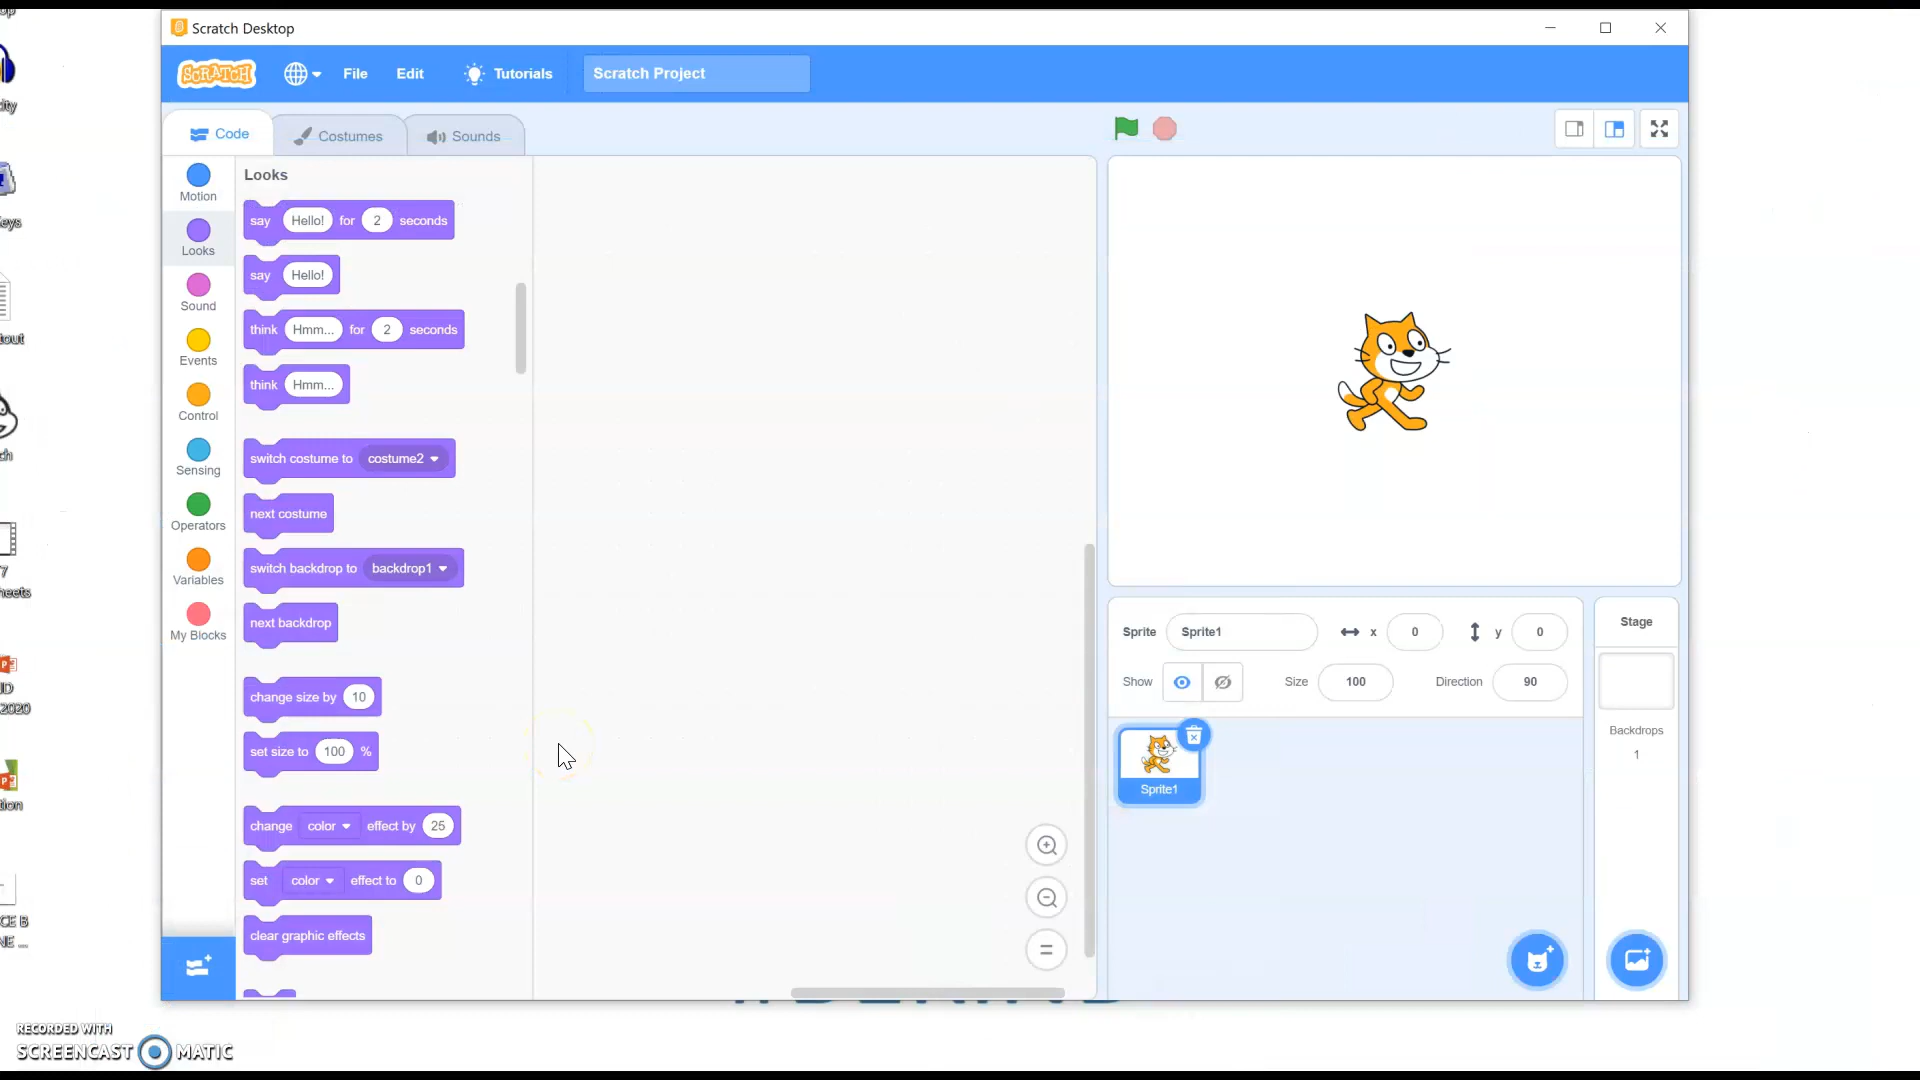 Scratch Desktop
SCRATCH File Edit Tutorials Scratch Project
Code Costumes Sounds
Motion
Looks
Sound
Events
Control
Sensing
Operators
Variables
My Blocks
Looks
say Hello! for 2 seconds
say Hello!
think Hmm... for 2 seconds
think Hmm...
switch costume to costume2
next costume
switch backdrop to backdrop1
next backdrop
change size by 10
set size to 100 %
change color effect by 25
set color effect to 0
clear graphic effects
Sprite Sprite1 x 0 y 0
Show Size 100 Direction 90
Sprite1
Stage
Backdrops
1
2020
RECORDED WITH
SCREENCAST MATIC